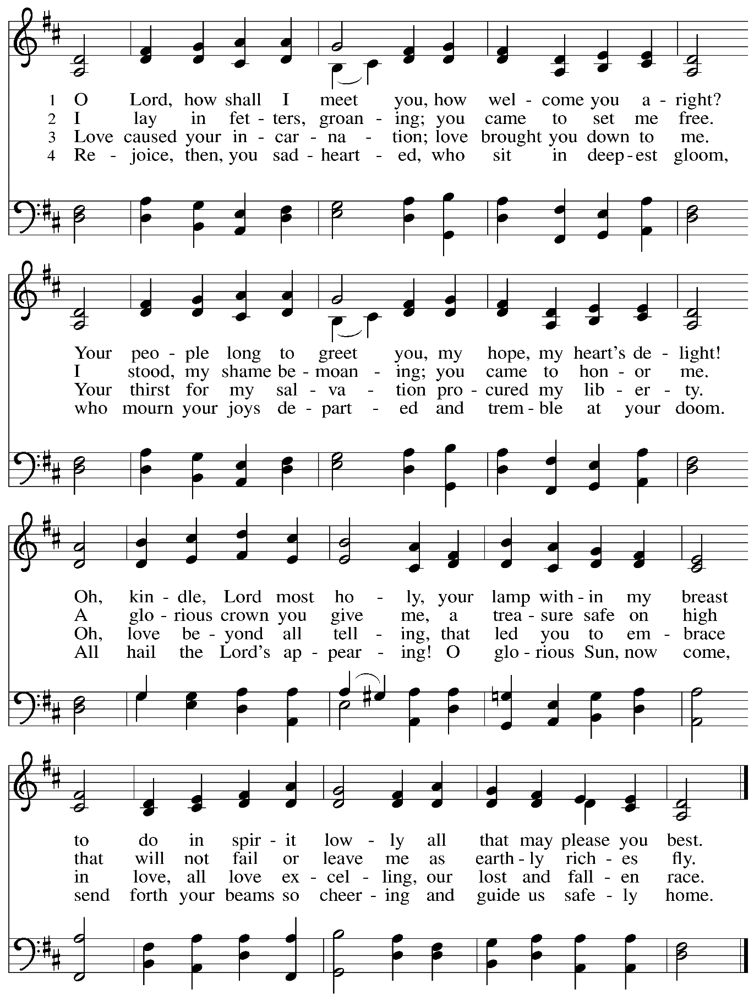 1 O Lord, how shall I meet you, how wel - come you a - right?
2 I lay in fet - ters, groan - ing; you came to set me free.
3 Love caused your in - car - na - tion; love brought you down to me.
4 Re - joice, then, you sad - heart - ed, who sit in deep - est gloom,
Your peo - ple long to greet you, my hope, my heart's de - light!
I stood, my shame be - moan - ing; you came to hon - or me.
Your thirst for my sal - va - tion pro - cured my lib - er - ty.
who mourn your joys de - part - ed and trem - ble at your doom.
Oh, kin - dle, Lord most ho - ly, your lamp with - in my breast
A glo - rious crown you give me, a trea - sure safe on high
Oh, love be - yond all tell - ing, that led you to em - brace
All hail the Lord's ap - pear - ing! O glo - rious Sun, now come,
to do in spir - it low - ly all that may please you best.
that will not fail or leave me as earth - ly rich - es fly.
in love, all love ex - cel - ling, our lost and fall - en race.
send forth your beams so cheer - ing and guide us safe - ly home.